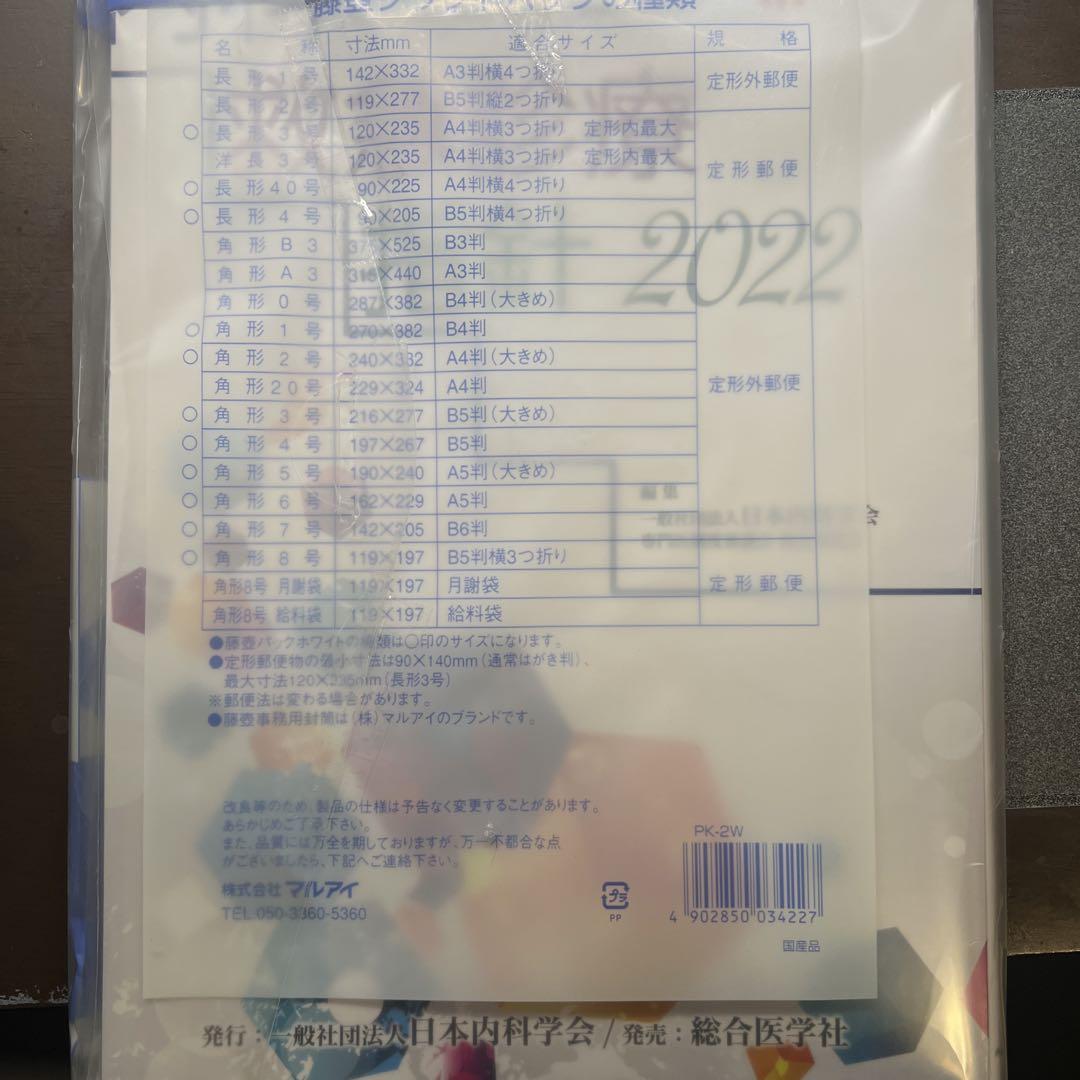 名 称 寸法mm 適合サイズ 規 格
長形1号 142×332 A3判横4つ折り 定形外郵便
長形2号 119×277 B5判縦2つ折り
○ 長形3号 120×235 A4判横3つ折り 定形内最大 定形郵便
洋長3号 120×235 A4判横3つ折り 定形内最大
○ 長形40号 90×225 A4判横4つ折り
○ 長形4号 90×205 B5判横4つ折り
角形B3 375×525 B3判 定形外郵便
角形A3 315×440 A3判
角形0号 287×382 B4判(大きめ)
○ 角形1号 270×382 B4判
○ 角形2号 240×332 A4判(大きめ)
角形20号 229×324 A4判
○ 角形3号 216×277 B5判(大きめ)
○ 角形4号 197×267 B5判
○ 角形5号 190×240 A5判(大きめ)
○ 角形6号 162×229 A5判
○ 角形7号 142×205 B6判
○ 角形8号 119×197 B5判横3つ折り 定形郵便
角形8号 月謝袋 119×197 月謝袋
角形8号 給料袋 119×197 給料袋
2022
編集
一般社団法人日本内科学会
●藤壺パックホワイトの種類は○印のサイズになります。
●定形郵便物の最小寸法は90×140mm(通常はがき判)、
最大寸法120×235mm(長形3号)
※郵便法は変わる場合があります。
●藤壺事務用封筒は(株)マルアイのブランドです。
改良等のため、製品の仕様は予告なく変更することがあります。
あらかじめご了承下さい。
また、品質には万全を期しておりますが、万一不都合な点
がございましたら、下記へご連絡下さい。
株式会社 マルアイ
TEL.050-3360-5360
プラ
PP
PK-2W
4 902850 034227
国産品
発行:一般社団法人日本内科学会/発売:総合医学社